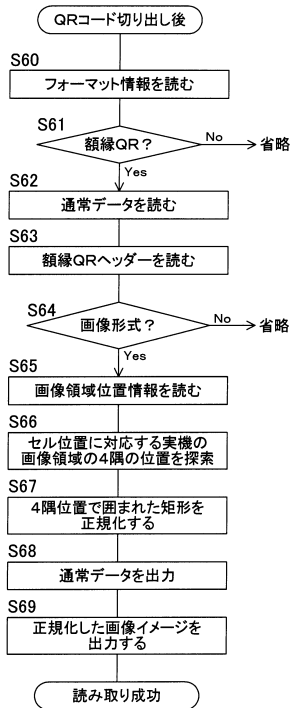 QRコード切り出し後
S60
フォーマット情報を読む
S61
額縁QR？
No
省略
Yes
S62
通常データを読む
S63
額縁QRヘッダーを読む
S64
画像形式？
No
省略
Yes
S65
画像領域位置情報を読む
S66
セル位置に対応する実機の
画像領域の4隅の位置を探索
S67
4隅位置で囲まれた矩形を
正規化する
S68
通常データを出力
S69
正規化した画像イメージを
出力する
読み取り成功